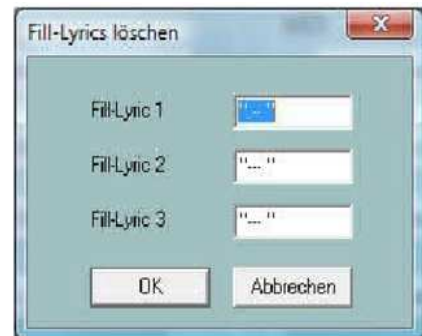 Fill-Lyrics löschen
X
Fill-Lyric 1 "_.. "
Fill-Lyric 2 "... "
Fill-Lyric 3 "... "
OK Abbrechen